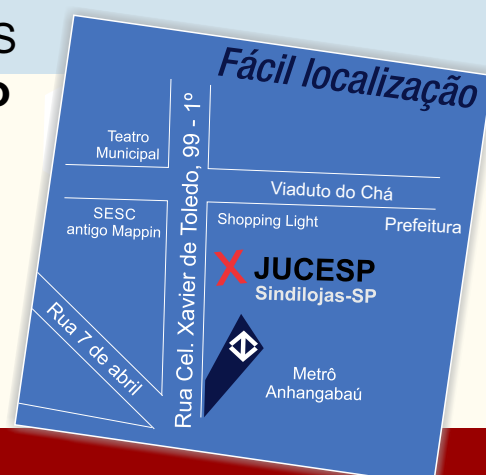 S
o
Fácil localização
Teatro
Municipal
Rua Cel. Xavier de Toledo, 99 - 1º
Viaduto do Chá
SESC
antigo Mappin
Shopping Light
Prefeitura
X JUCESP
Sindilojas-SP
Rua 7 de abril
Metrô
Anhangabaú